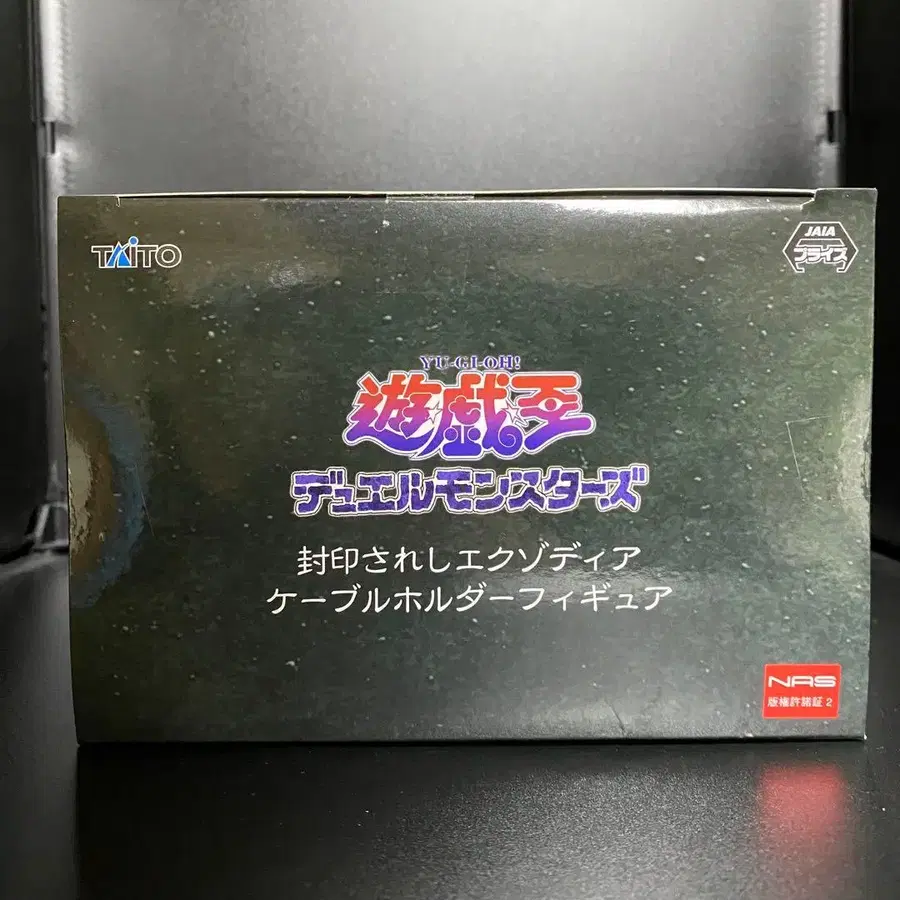 TAITO
JAIA
プライズ
YU-GI-OH!
遊☆戯☆王
デュエルモンスターズ
封印されしエクゾディア
ケーブルホルダーフィギュア
NAS
版権許諾証 2